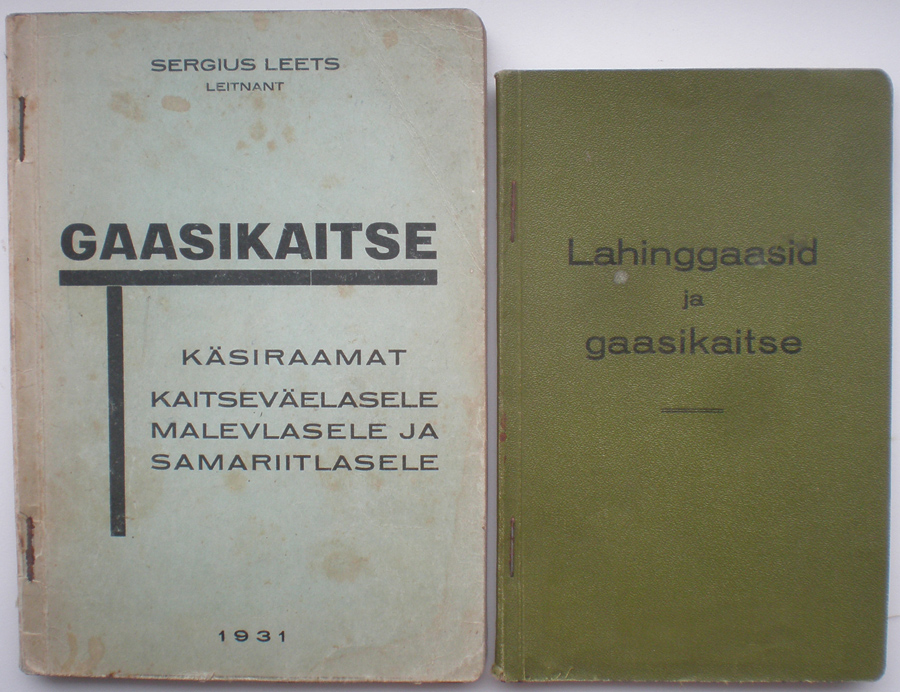 SERGIUS LEETS
LEITNANT
GAASIKAITSE
KÄSIRAAMAT
KAITSEVÄELASELE
MALEVLASELE JA
SAMARIITLASELE
1931
Lahinggaasid
ja
gaasikaitse